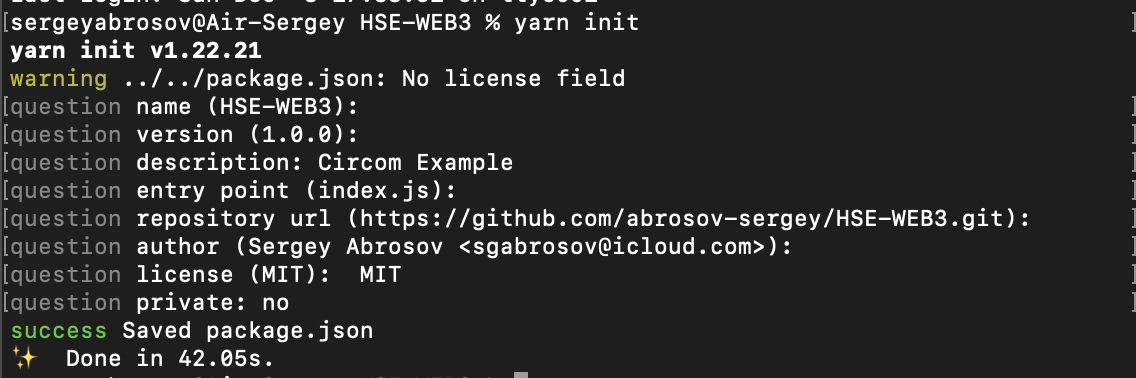 [sergeyabrosov@Air-Sergey HSE-WEB3 % yarn init ]
yarn init v1.22.21
warning ../../package.json: No license field
[question name (HSE-WEB3): ]
[question version (1.0.0): ]
[question description: Circom Example ]
[question entry point (index.js): ]
[question repository url (https://github.com/abrosov-sergey/HSE-WEB3.git): ]
[question author (Sergey Abrosov <sgabrosov@icloud.com>): ]
[question license (MIT):  MIT ]
[question private: no ]
success Saved package.json
✨  Done in 42.05s.